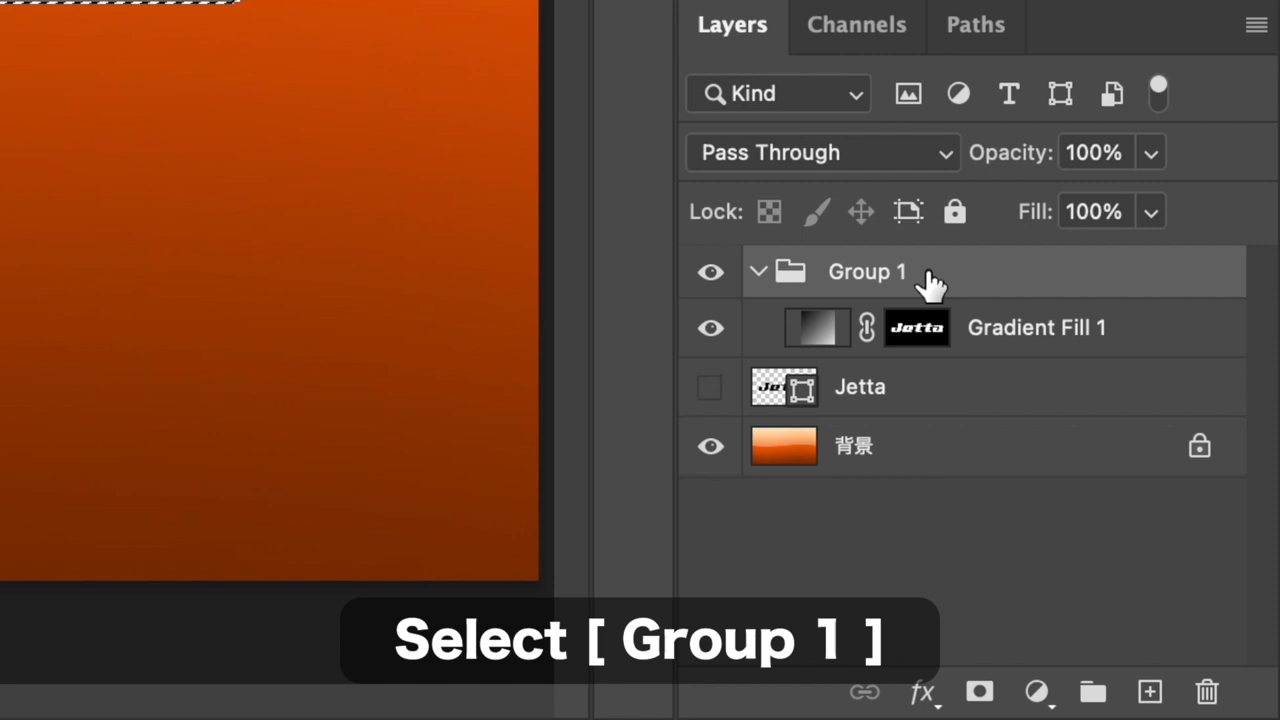 Layers Channels Paths
Kind
Pass Through Opacity: 100%
Lock: Fill: 100%
Group 1
Jetta Gradient Fill 1
Jet Jetta
背景
Select [ Group 1 ]
fx